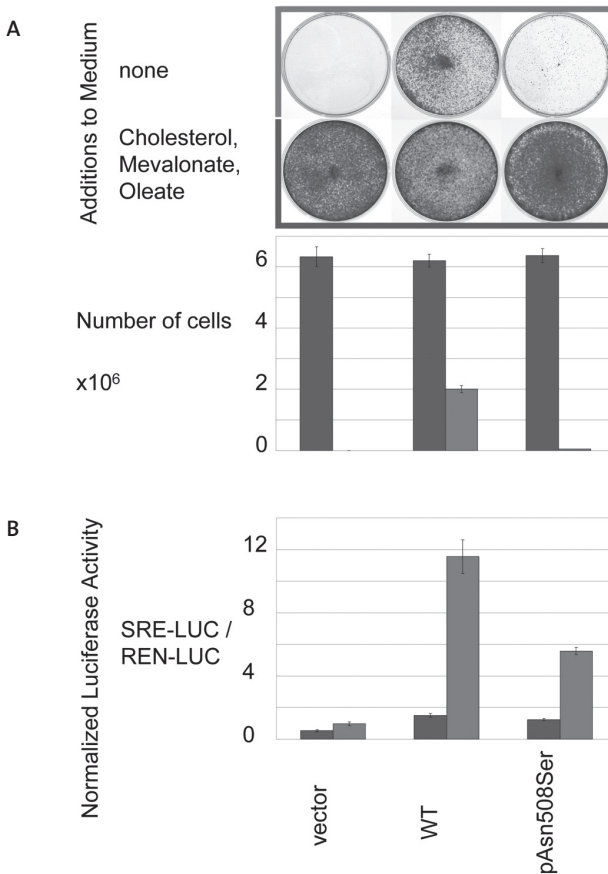 A
Additions to Medium
none
Cholesterol,
Mevalonate,
Oleate
6
Number of cells 4
x10⁶ 2
0
B
Normalized Luciferase Activity
12
8
SRE-LUC /
REN-LUC
4
0
vector
WT
pAsn508Ser